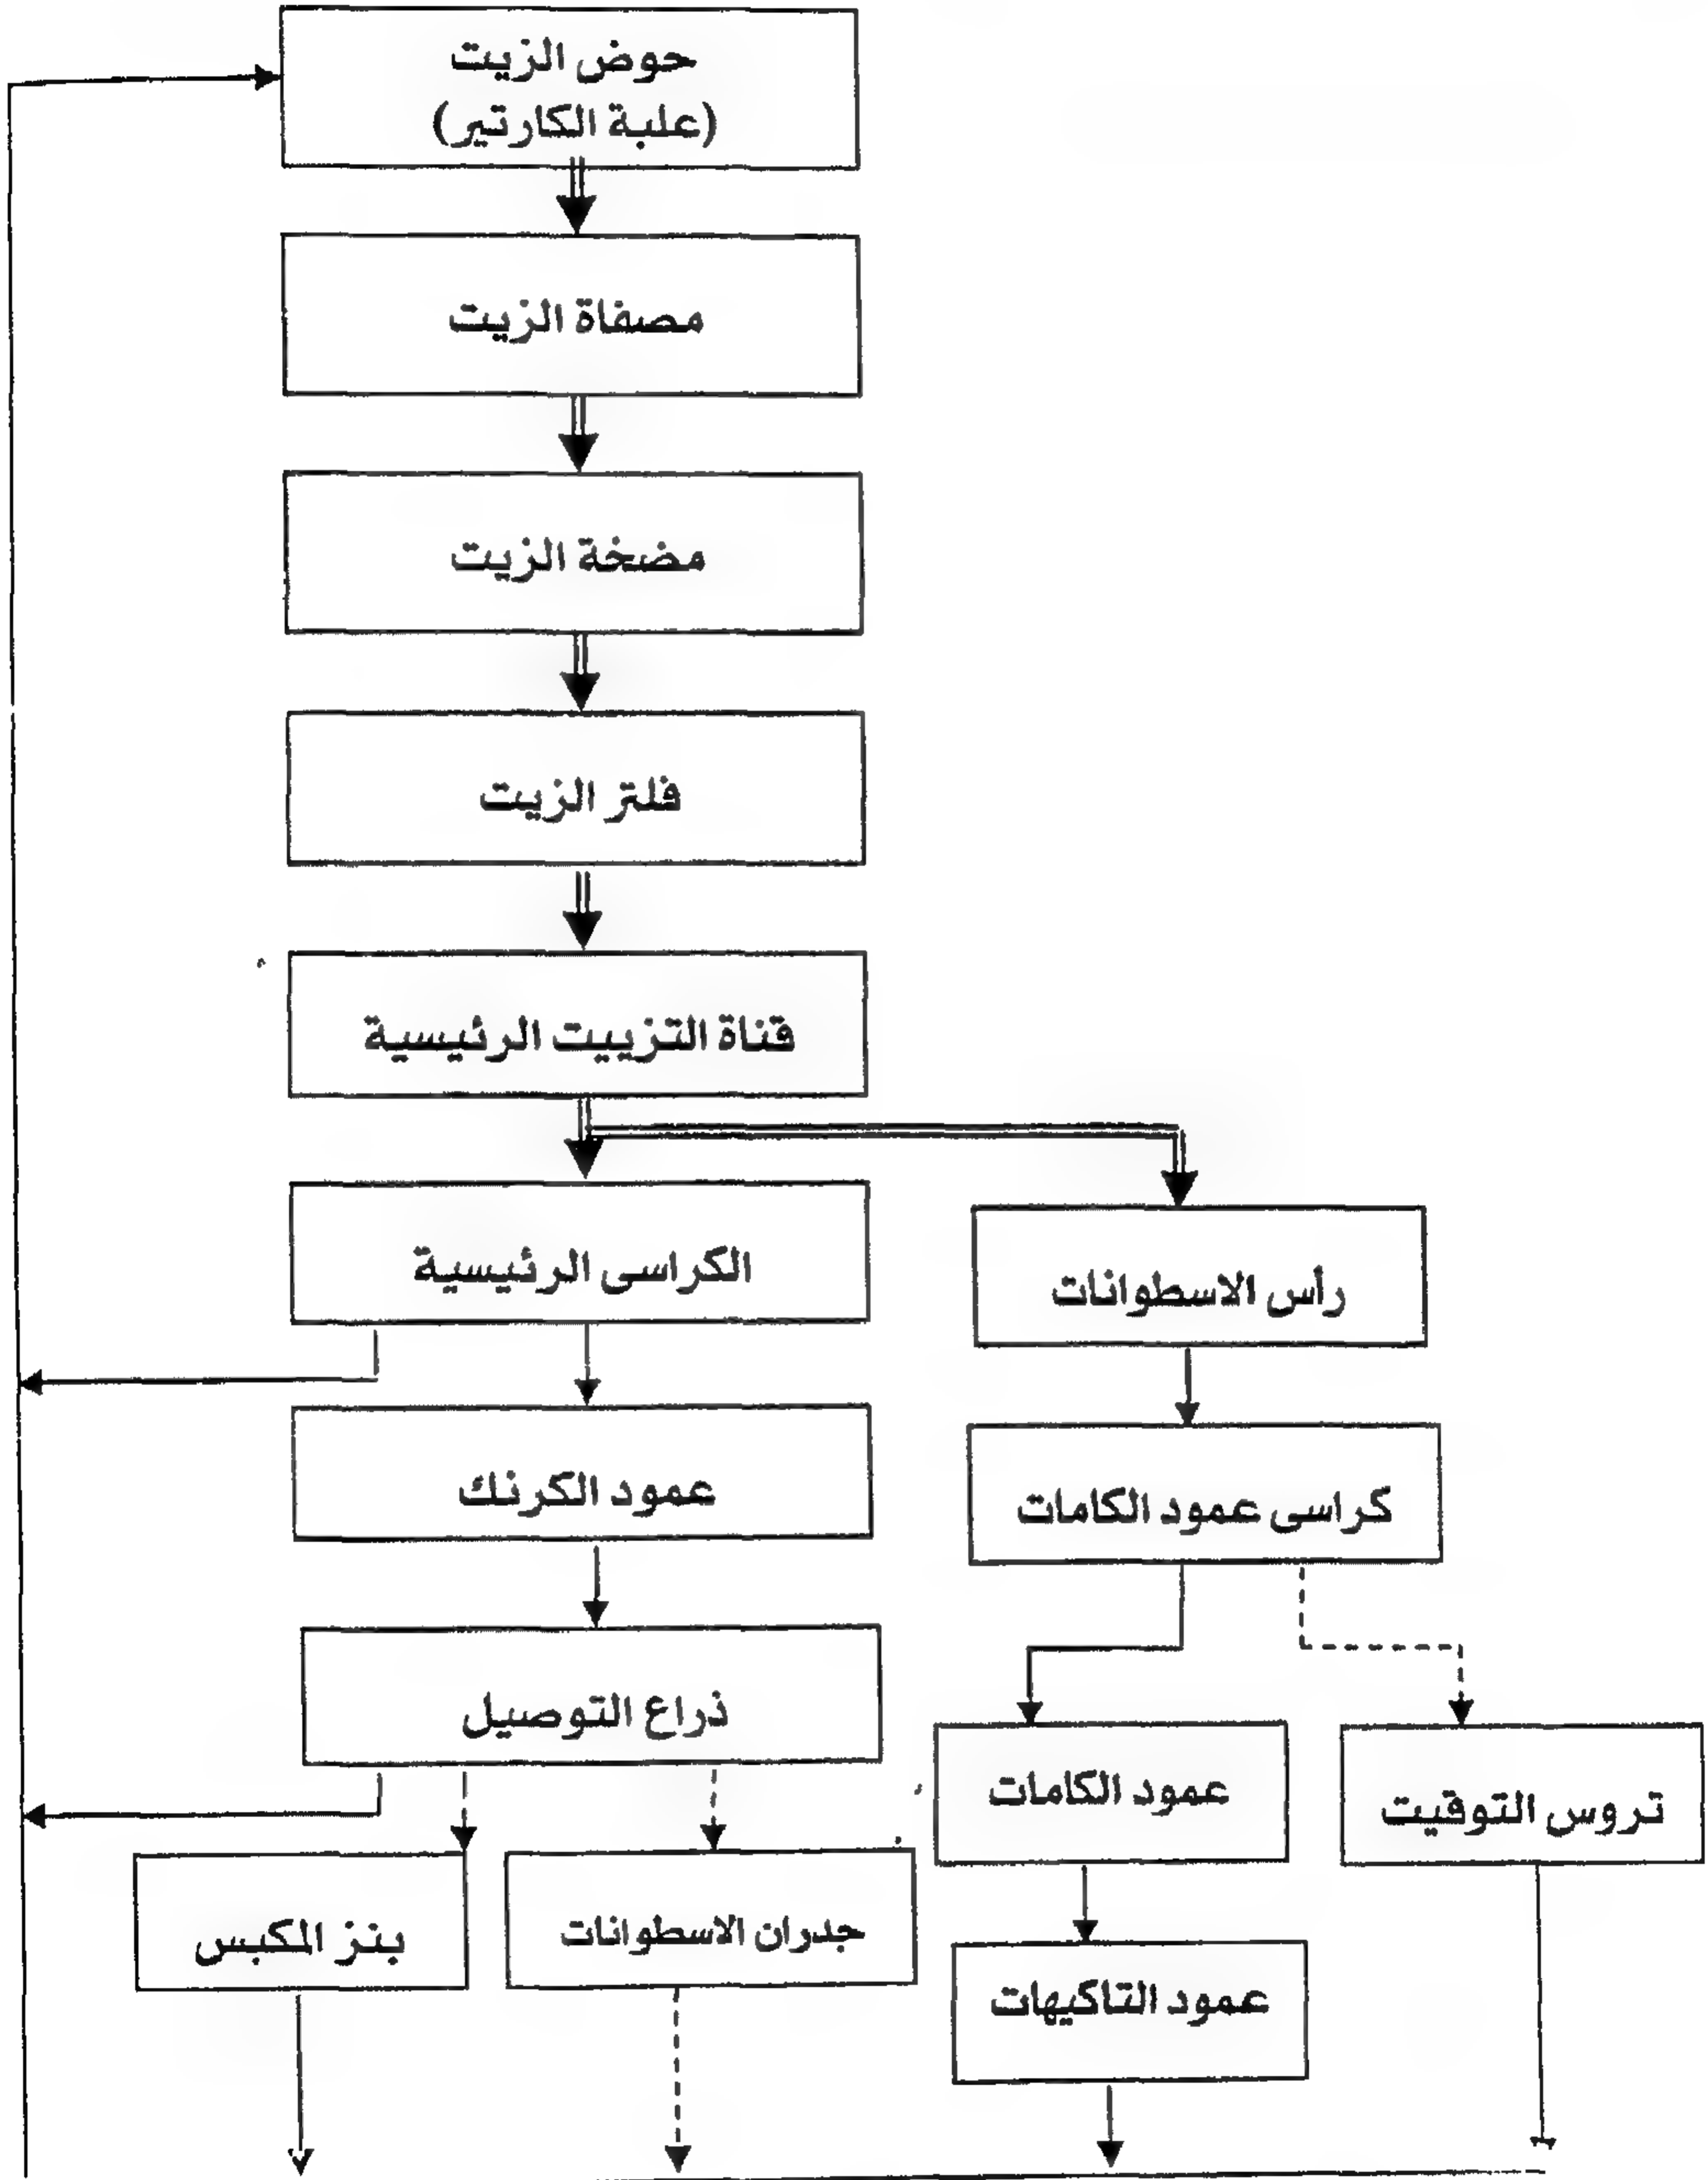 حوض الزيت
(علبة الكارتير)
مصفاة الزيت
مضخة الزيت
فلتر الزيت
قناة التزييت الرئيسية
الكراسى الرئيسية
رأس الاسطوانات
عمود الكرنك
كراسى عمود الكامات
ذراع التوصيل
عمود الكامات
تروس التوقيت
بنز المكبس
جدران الاسطوانات
عمود التاكيهات